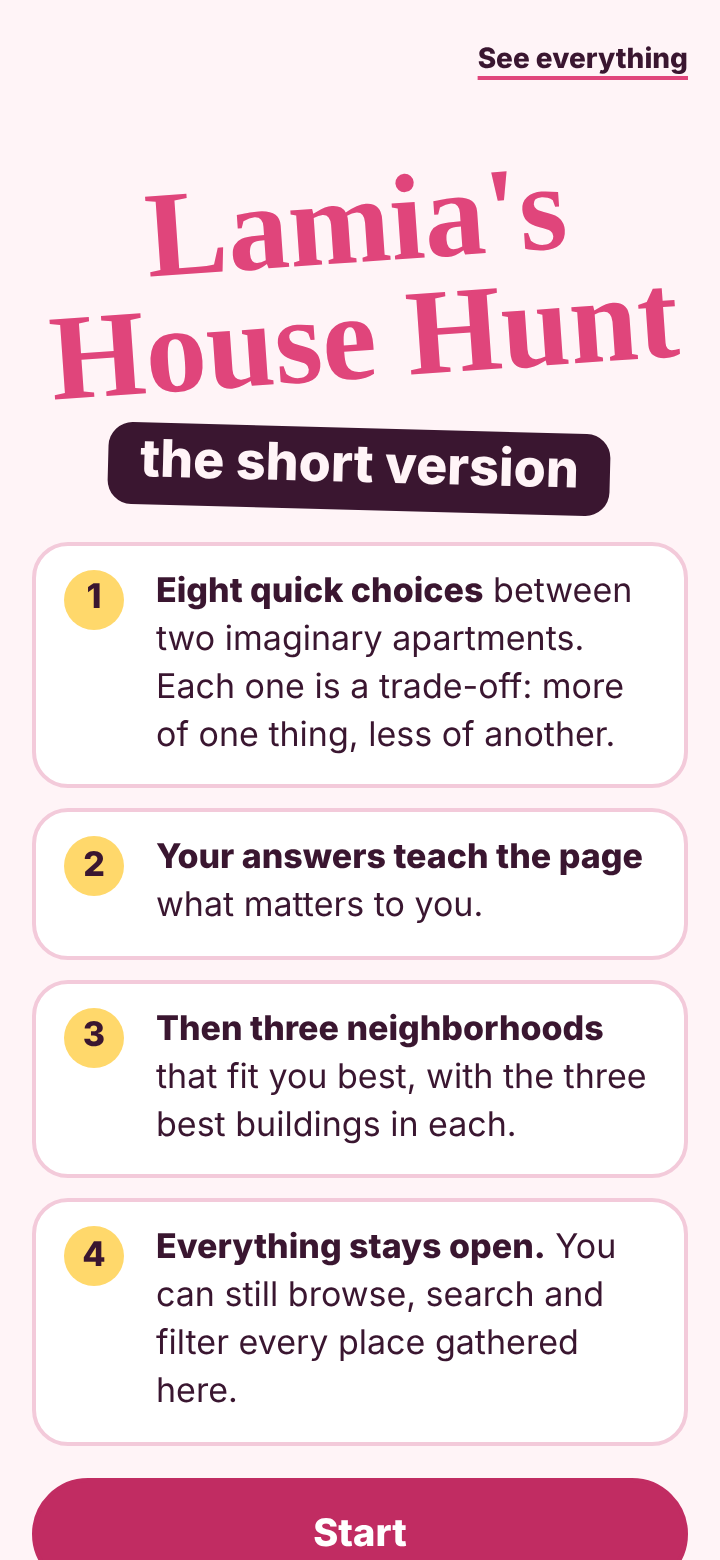 See everything
Lamia's
House Hunt
the short version
1
Eight quick choices between
two imaginary apartments.
Each one is a trade-off: more
of one thing, less of another.
2
Your answers teach the page
what matters to you.
3
Then three neighborhoods
that fit you best, with the three
best buildings in each.
4
Everything stays open. You
can still browse, search and
filter every place gathered
here.
Start